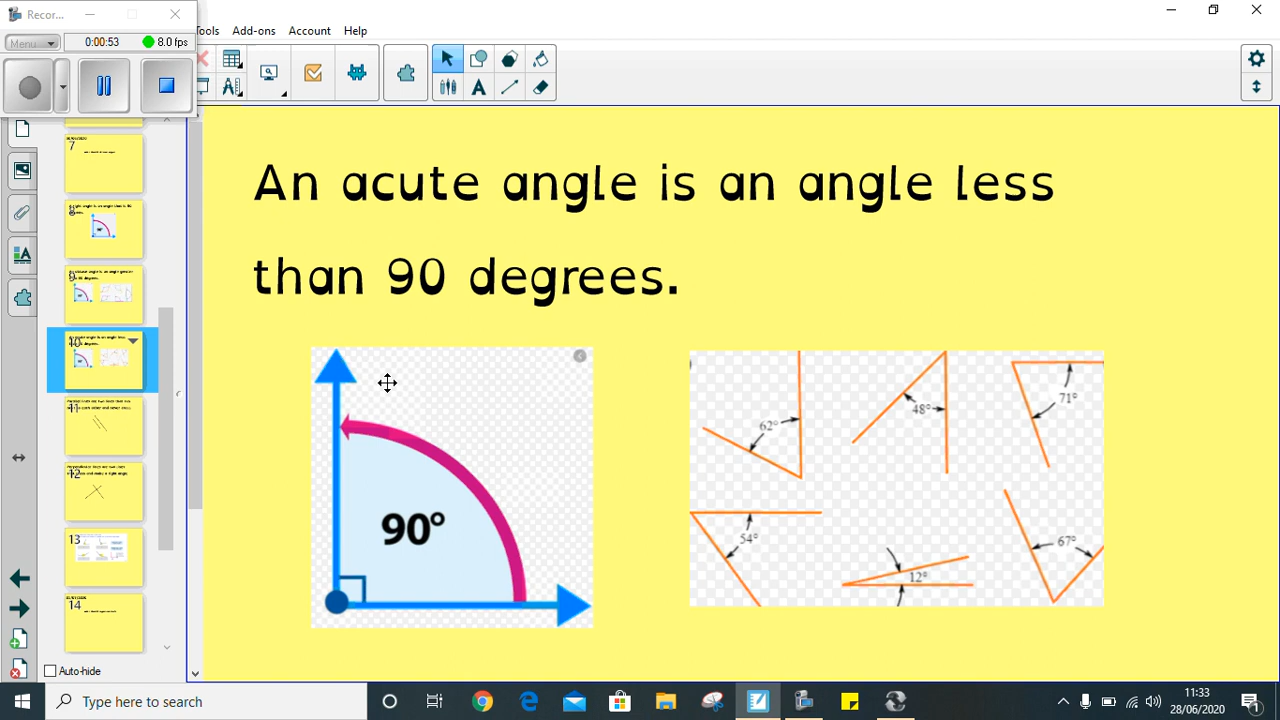 Recor...
Menu
0:00:53
8.0 fps
Tools Add-ons Account Help
An acute angle is an angle less
than 90 degrees.
90°
62°
48°
71°
54°
12°
67°
7
10
11
12
13
14
Auto-hide
Type here to search
11:33
28/06/2020